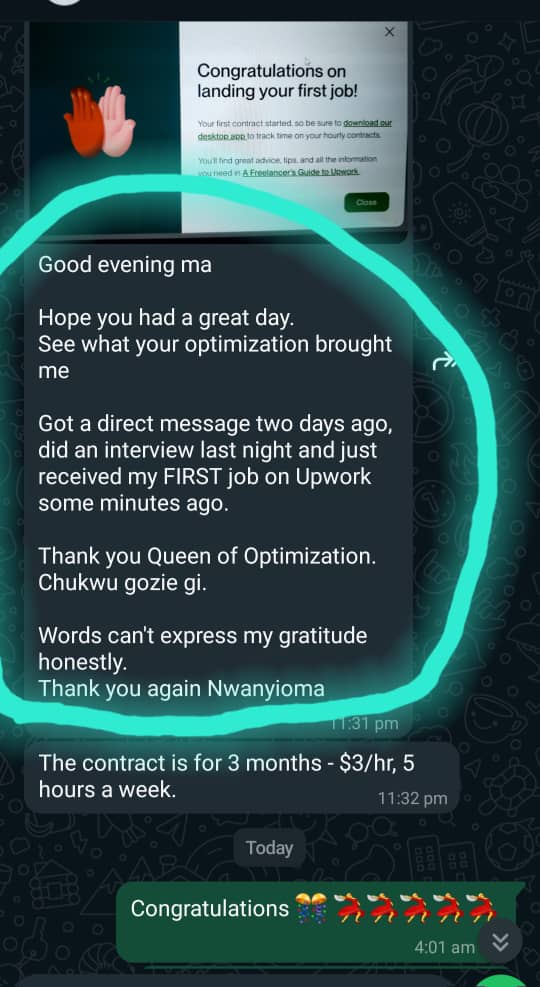 Congratulations on
landing your first job!
Your first contract started, so be sure to download our
desktop app to track time on your hourly contracts.
You'll find great advice, tips, and all the information
you need in A Freelancer's Guide to Upwork.
Close
Good evening ma
Hope you had a great day.
See what your optimization brought
me
Got a direct message two days ago,
did an interview last night and just
received my FIRST job on Upwork
some minutes ago.
Thank you Queen of Optimization.
Chukwu gozie gi.
Words can't express my gratitude
honestly.
Thank you again Nwanyioma
11:31 pm
The contract is for 3 months - $3/hr, 5
hours a week.
11:32 pm
Today
Congratulations 🎊💃💃💃💃💃
4:01 am